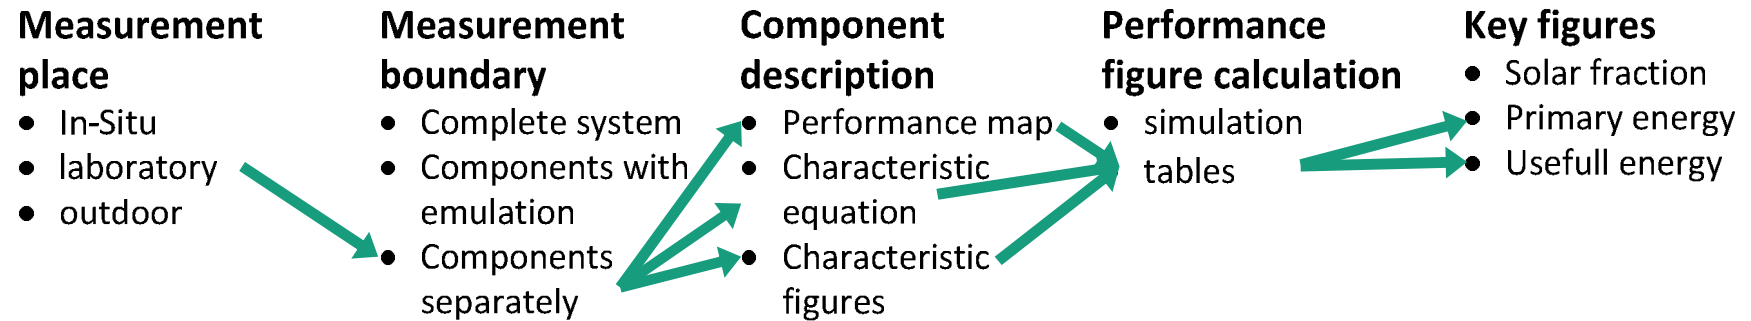 Measurement
place
• In-Situ
• laboratory
• outdoor
Measurement
boundary
• Complete system
• Components with
emulation
• Components
separately
Component
description
• Performance map
• Characteristic
equation
• Characteristic
figures
Performance
figure calculation
• simulation
tables
Key figures
• Solar fraction
• Primary energy
• Usefull energy